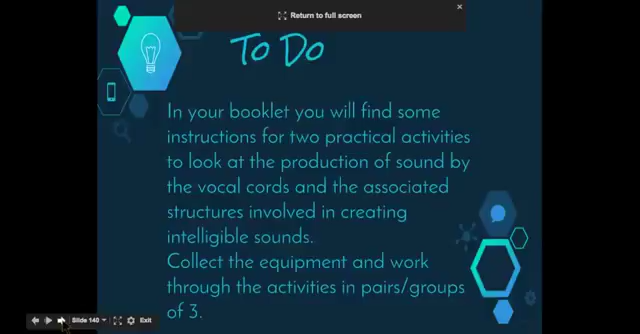 Return to full screen
To Do
In your booklet you will find some
instructions for two practical activities
to look at the production of sound by
the vocal cords and the associated
structures involved in creating
intelligible sounds.
Collect the equipment and work
through the activities in pairs/groups
of 3.
Slide 140
Exit